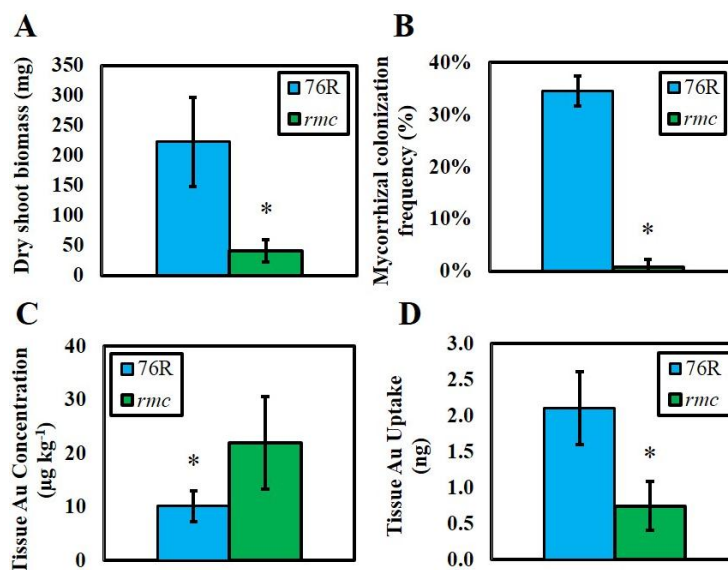 A
Dry shoot biomass (ng)
350
300
250
200
150
100
50
0
76R
rmc
*
B
Mycorrhizal colonization
frequency (%)
40%
30%
20%
10%
0%
76R
rmc
*
C
Tissue Au Concentration
(µg kg⁻¹)
40
30
20
10
0
76R
rmc
*
D
Tissue Au Uptake
(ng)
3.0
2.5
2.0
1.5
1.0
0.5
0.0
76R
rmc
*